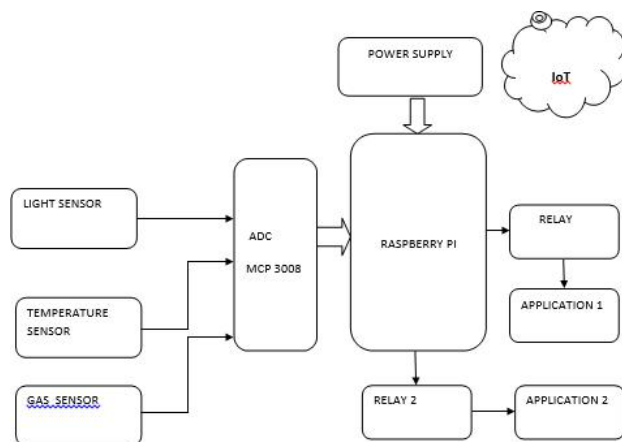 POWER SUPPLY
IoT
LIGHT SENSOR
ADC
MCP 3008
RASPBERRY PI
RELAY
TEMPERATURE
SENSOR
APPLICATION 1
GAS SENSOR
RELAY 2
APPLICATION 2